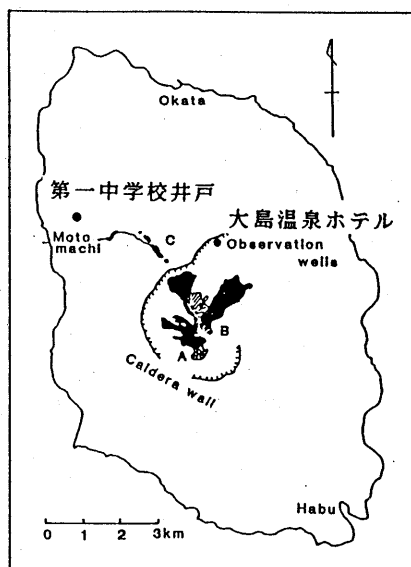 Okata
第一中学校井戸
大島温泉ホテル
Moto
machi
C
Observation
wells
B
A
Caldera wall
Habu
0 1 2 3km